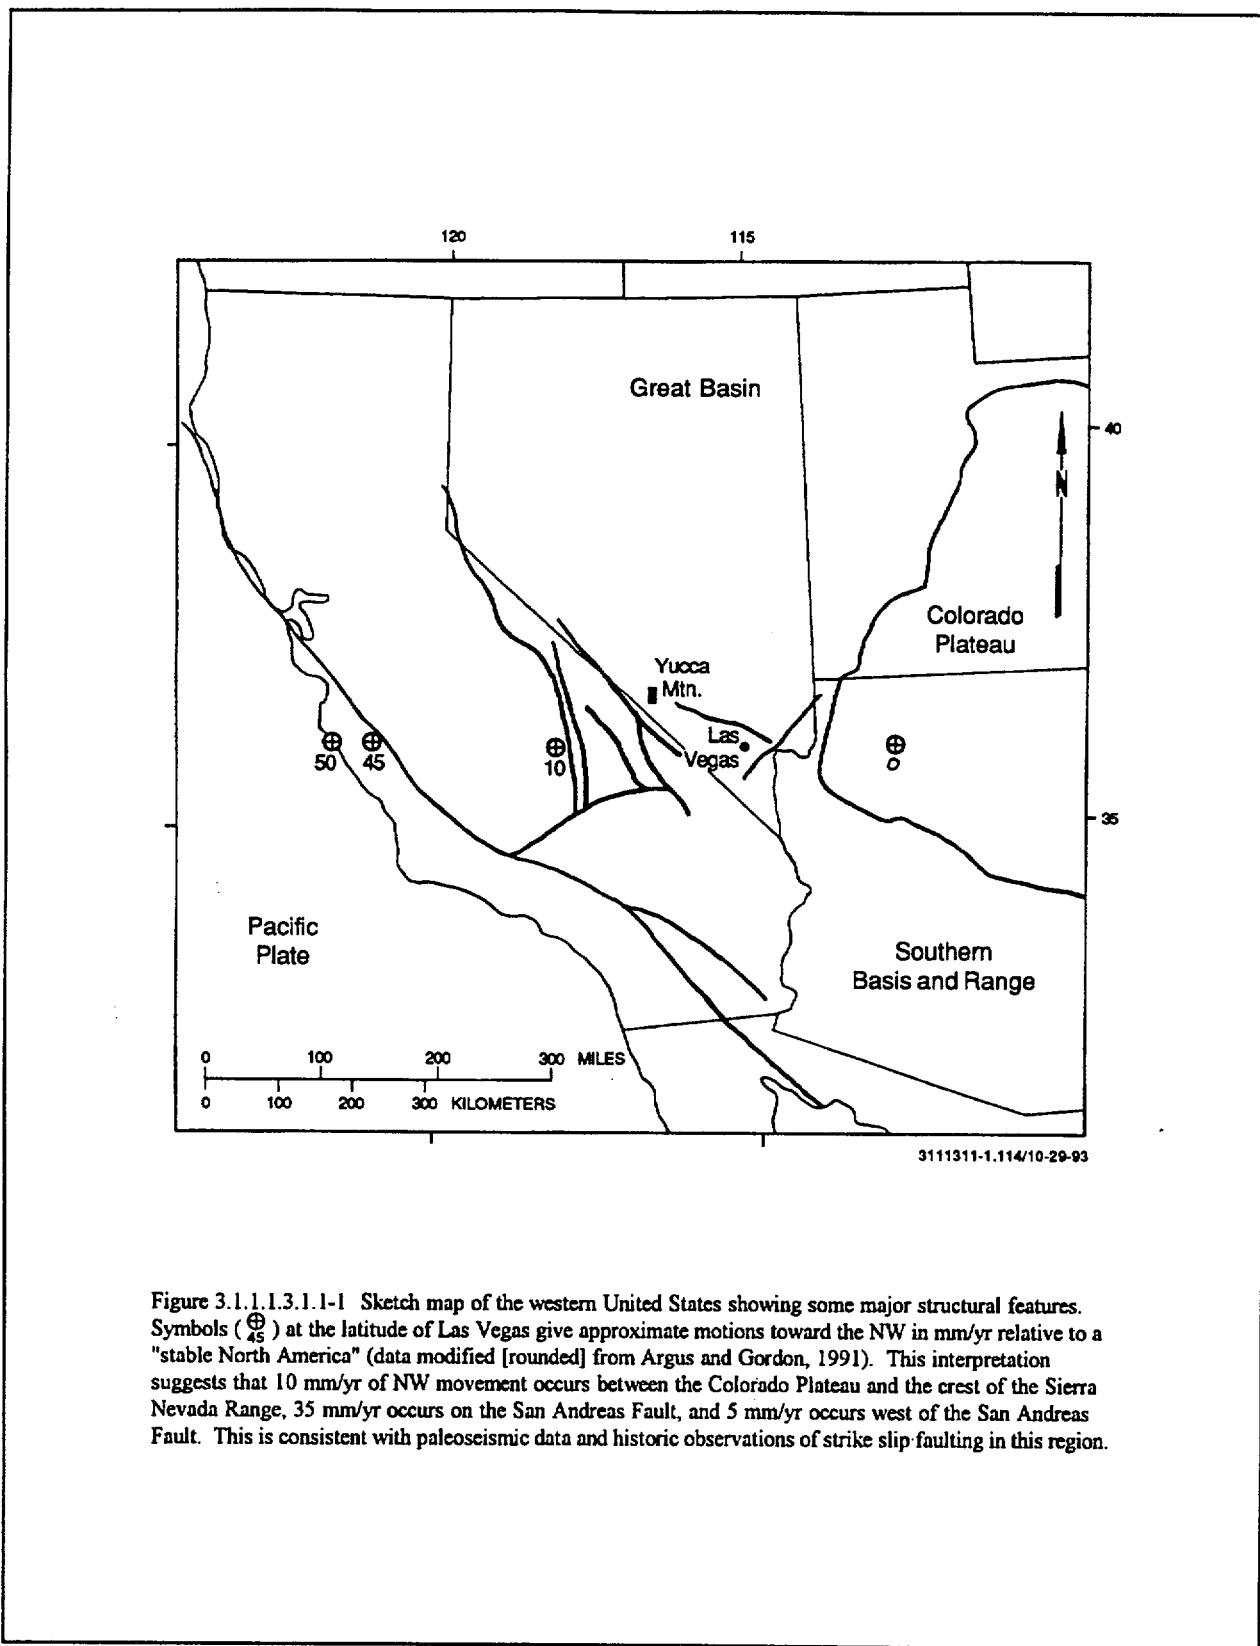 120 115
Great Basin
40
N
Colorado
Plateau
Yucca
Mtn.
Las
Vegas
50 45 10 0
35
Pacific
Plate
Southern
Basis and Range
0 100 200 300 MILES
0 100 200 300 KILOMETERS
3111311-1.114/10-29-93
Figure 3.1.1.1.3.1.1-1 Sketch map of the western United States showing some major structural features.
Symbols ( ⊕ 45 ) at the latitude of Las Vegas give approximate motions toward the NW in mm/yr relative to a
"stable North America" (data modified [rounded] from Argus and Gordon, 1991). This interpretation
suggests that 10 mm/yr of NW movement occurs between the Colorado Plateau and the crest of the Sierra
Nevada Range, 35 mm/yr occurs on the San Andreas Fault, and 5 mm/yr occurs west of the San Andreas
Fault. This is consistent with paleoseismic data and historic observations of strike slip faulting in this region.